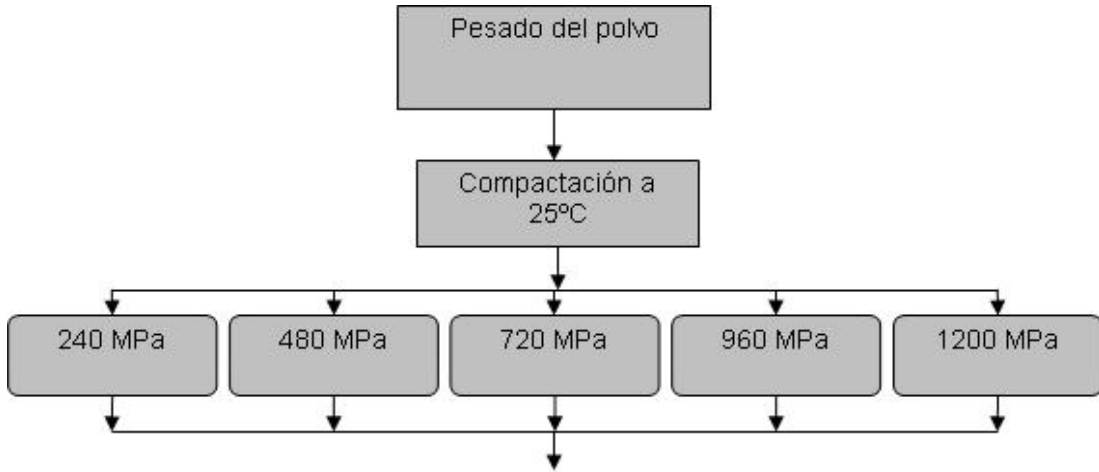 Pesado del polvo
Compactación a
25ºC
240 MPa
480 MPa
720 MPa
960 MPa
1200 MPa